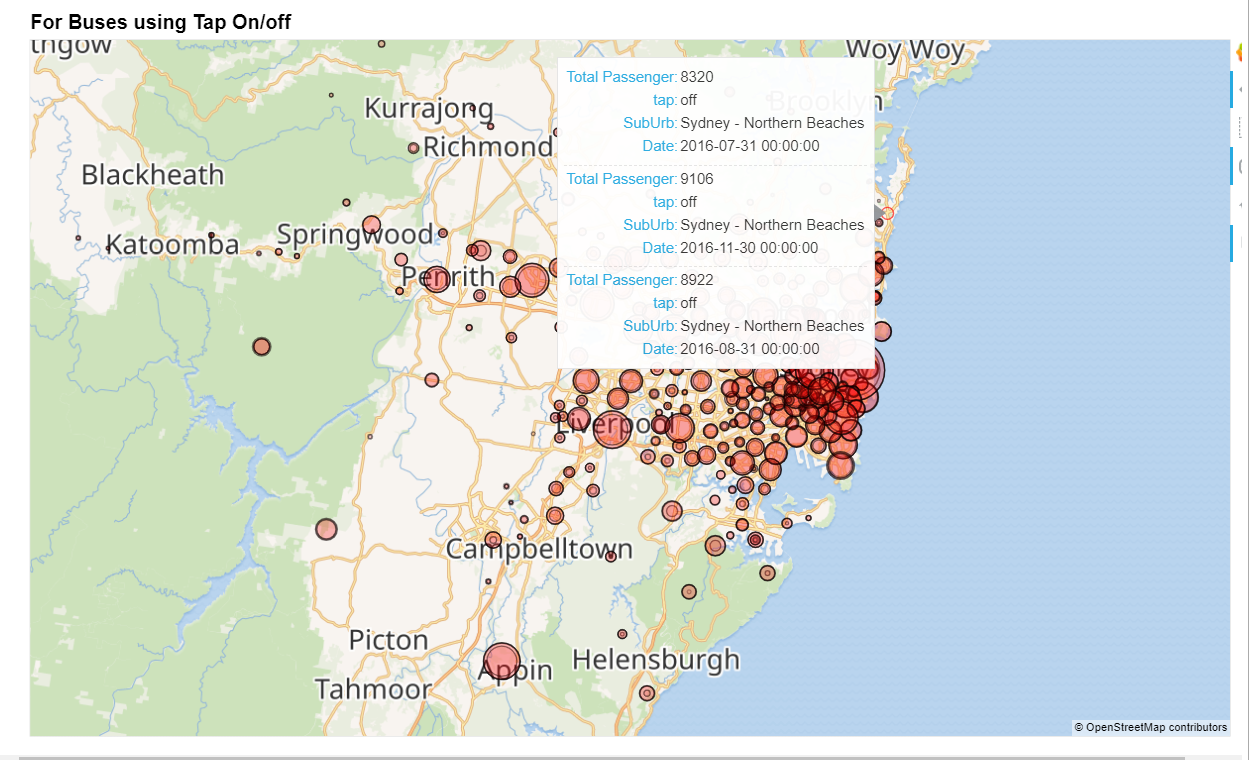 For Buses using Tap On/off
thgow
Woy Woy
Total Passenger: 8320
tap: off
SubUrb: Sydney - Northern Beaches
Date: 2016-07-31 00:00:00
Total Passenger: 9106
tap: off
SubUrb: Sydney - Northern Beaches
Date: 2016-11-30 00:00:00
Total Passenger: 8922
tap: off
SubUrb: Sydney - Northern Beaches
Date: 2016-08-31 00:00:00
Brooklyn
Kurrajong
Richmond
Blackheath
Springwood
Katoomba
Penrith
Liverpool
Campbelltown
Picton
Helensburgh
Appin
Tahmoor
© OpenStreetMap contributors